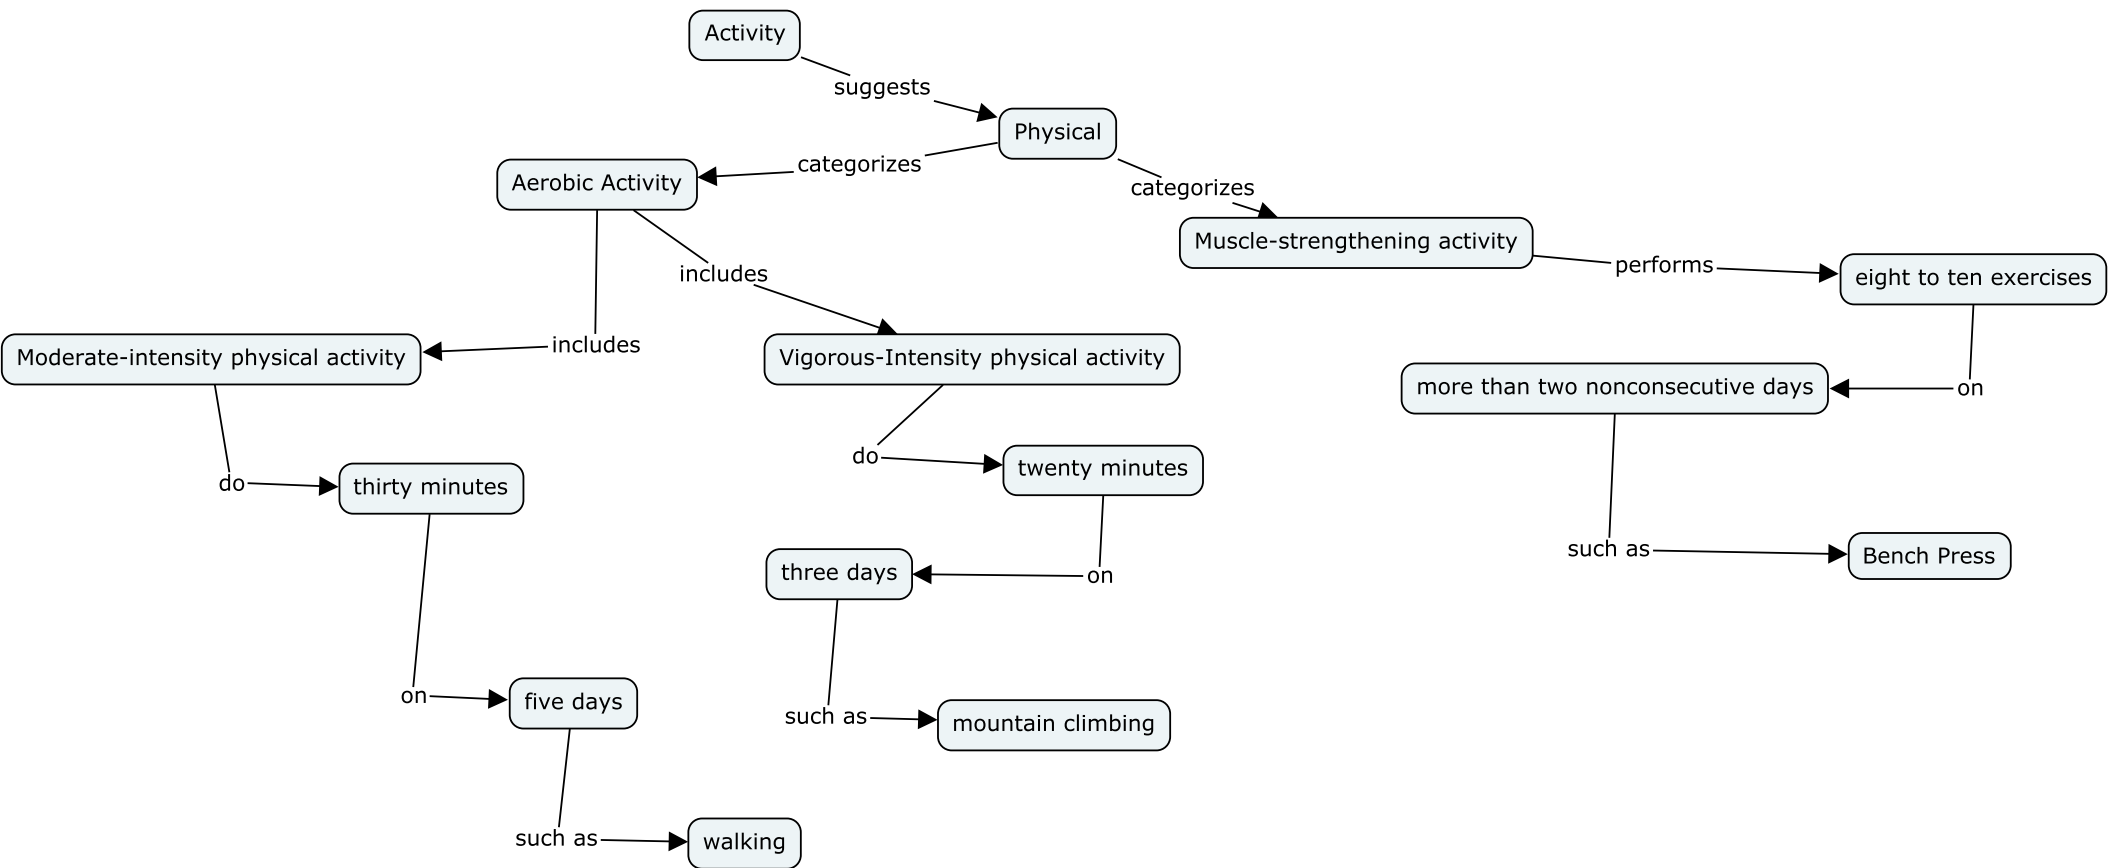 Activity
suggests
Physical
categorizes
Aerobic Activity
categorizes
Muscle-strengthening activity
performs
eight to ten exercises
includes
includes
Moderate-intensity physical activity
Vigorous-Intensity physical activity
on
more than two nonconsecutive days
do
twenty minutes
do
thirty minutes
such as
Bench Press
on
three days
on
five days
such as
mountain climbing
such as
walking